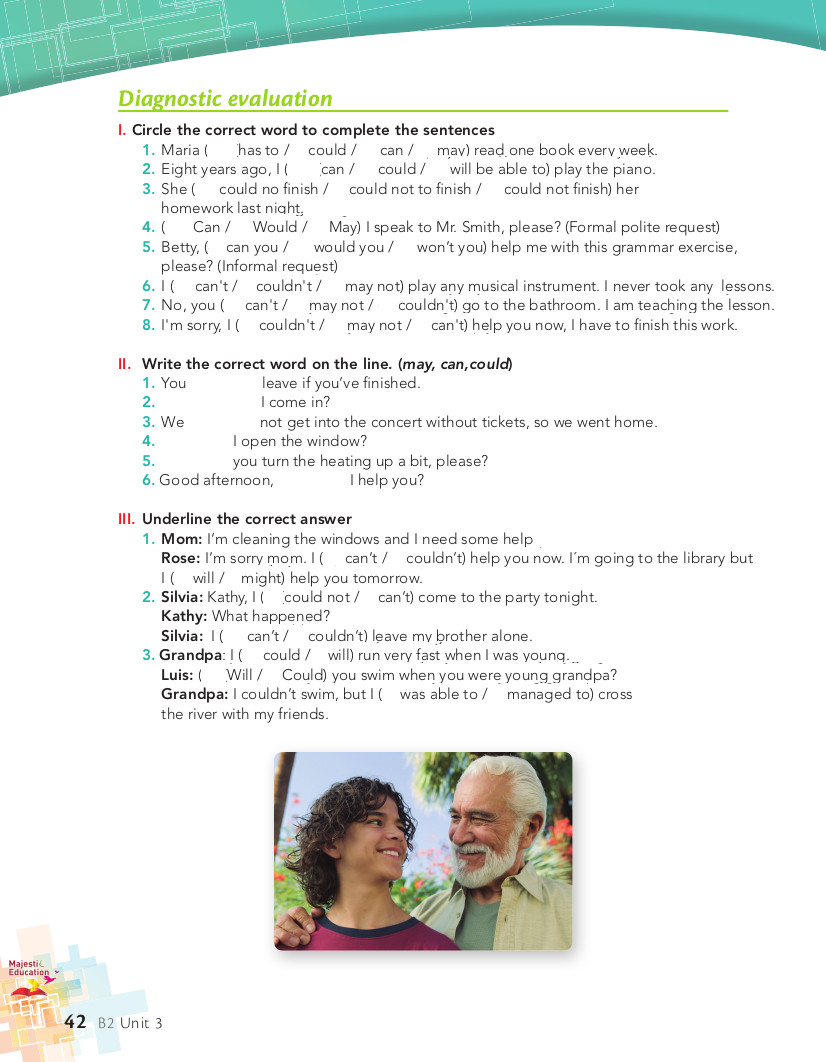 Diagnostic evaluation
I. Circle the correct word to complete the sentences
1. Maria ( has to / could / can / may) read one book every week.
2. Eight years ago, I ( can / could / will be able to) play the piano.
3. She ( could no finish / could not to finish / could not finish) her
homework last night.
4. ( Can / Would / May) I speak to Mr. Smith, please? (Formal polite request)
5. Betty, ( can you / would you / won't you) help me with this grammar exercise,
please? (Informal request)
6. I ( can't / couldn't / may not) play any musical instrument. I never took any lessons.
7. No, you ( can't / may not / couldn't) go to the bathroom. I am teaching the lesson.
8. I'm sorry, I ( couldn't / may not / can't) help you now, I have to finish this work.
II. Write the correct word on the line. (may, can,could)
1. You leave if you've finished.
2. I come in?
3. We not get into the concert without tickets, so we went home.
4. I open the window?
5. you turn the heating up a bit, please?
6. Good afternoon, I help you?
III. Underline the correct answer
1. Mom: I'm cleaning the windows and I need some help
Rose: I'm sorry mom. I ( can't / couldn't) help you now. I´m going to the library but
I ( will / might) help you tomorrow.
2. Silvia: Kathy, I ( could not / can't) come to the party tonight.
Kathy: What happened?
Silvia: I ( can't / couldn't) leave my brother alone.
3. Grandpa: I ( could / will) run very fast when I was young.
Luis: ( Will / Could) you swim when you were young grandpa?
Grandpa: I couldn't swim, but I ( was able to / managed to) cross
the river with my friends.
Majestic
Education
42 B2 Unit 3